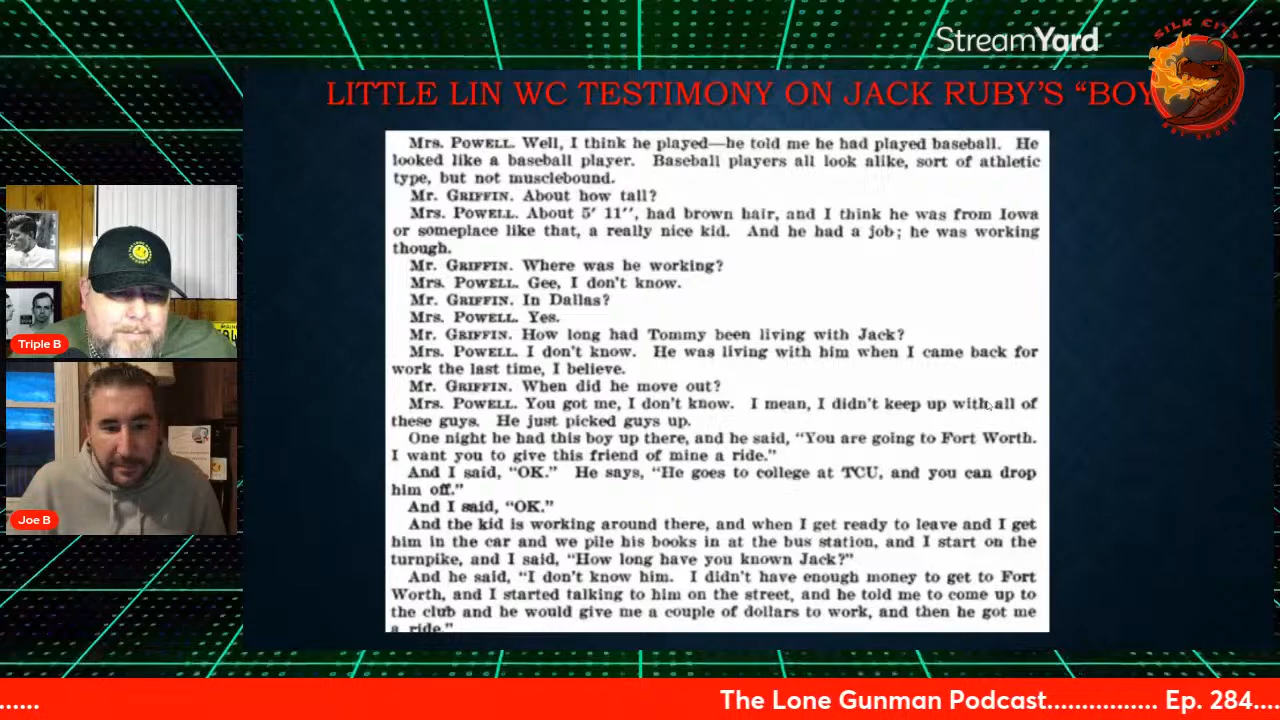 StreamYard
SILK CITY
HOT SAUCE
LITTLE LIN WC TESTIMONY ON JACK RUBY'S “BOY
Mrs. POWELL. Well, I think he played—he told me he had played baseball. He
looked like a baseball player. Baseball players all look alike, sort of athletic
type, but not musclebound.
Mr. GRIFFIN. About how tall?
Mrs. POWELL. About 5' 11'', had brown hair, and I think he was from Iowa
or someplace like that, a really nice kid. And he had a job; he was working
though.
Mr. GRIFFIN. Where was he working?
Mrs. POWELL. Gee, I don't know.
Mr. GRIFFIN. In Dallas?
Mrs. POWELL. Yes.
Mr. GRIFFIN. How long had Tommy been living with Jack?
Mrs. POWELL. I don't know. He was living with him when I came back for
work the last time, I believe.
Mr. GRIFFIN. When did he move out?
Mrs. POWELL. You got me, I don't know. I mean, I didn't keep up with all of
these guys. He just picked guys up.
One night he had this boy up there, and he said, “You are going to Fort Worth.
I want you to give this friend of mine a ride.”
And I said, “OK.” He says, “He goes to college at TCU, and you can drop
him off.”
And I said, “OK.”
And the kid is working around there, and when I get ready to leave and I get
him in the car and we pile his books in at the bus station, and I start on the
turnpike, and I said, “How long have you known Jack?”
And he said, “I don't know him. I didn't have enough money to get to Fort
Worth, and I started talking to him on the street, and he told me to come up to
the club and he would give me a couple of dollars to work, and then he got me
a ride.”
Triple B
Joe B
...... The Lone Gunman Podcast................ Ep. 284....